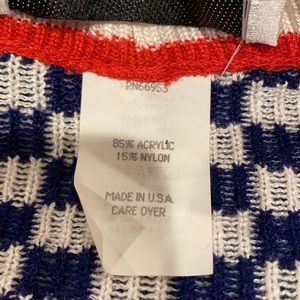 RN66953
85% ACRYLIC
15% NYLON
MADE IN U.S.A.
CARE OVER